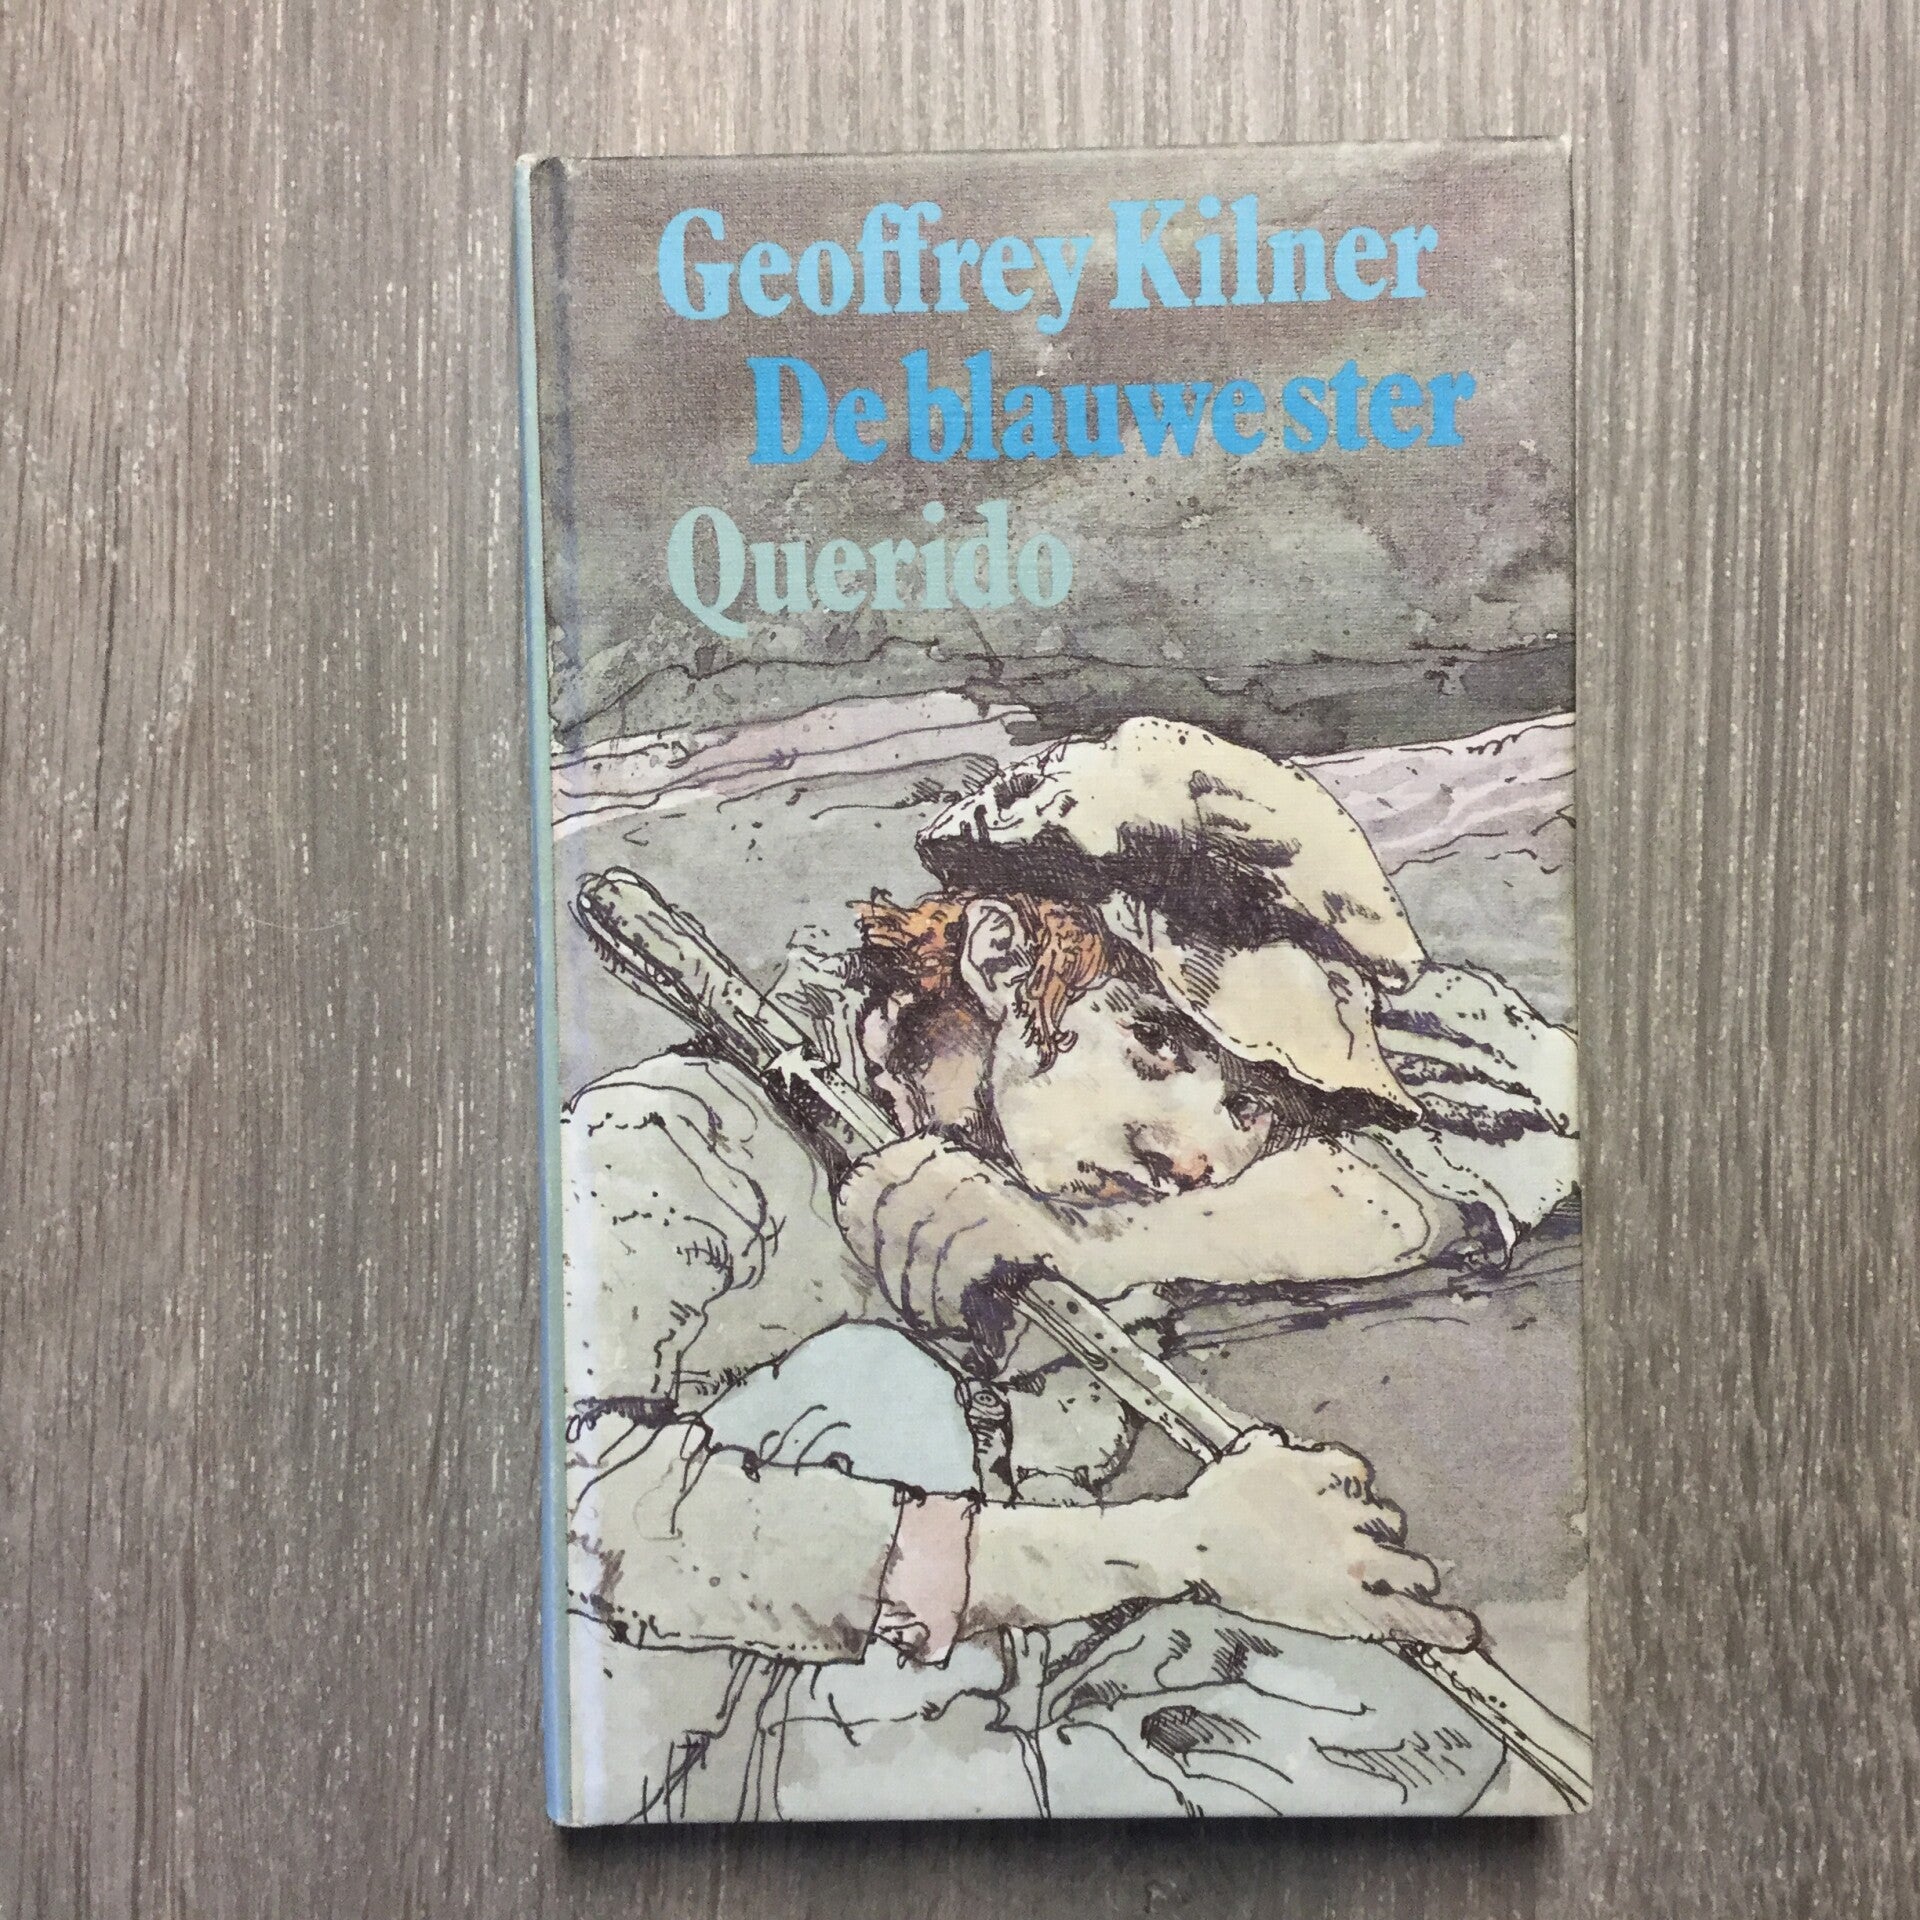 Geoffrey Kilner
De blauwe ster
Querido